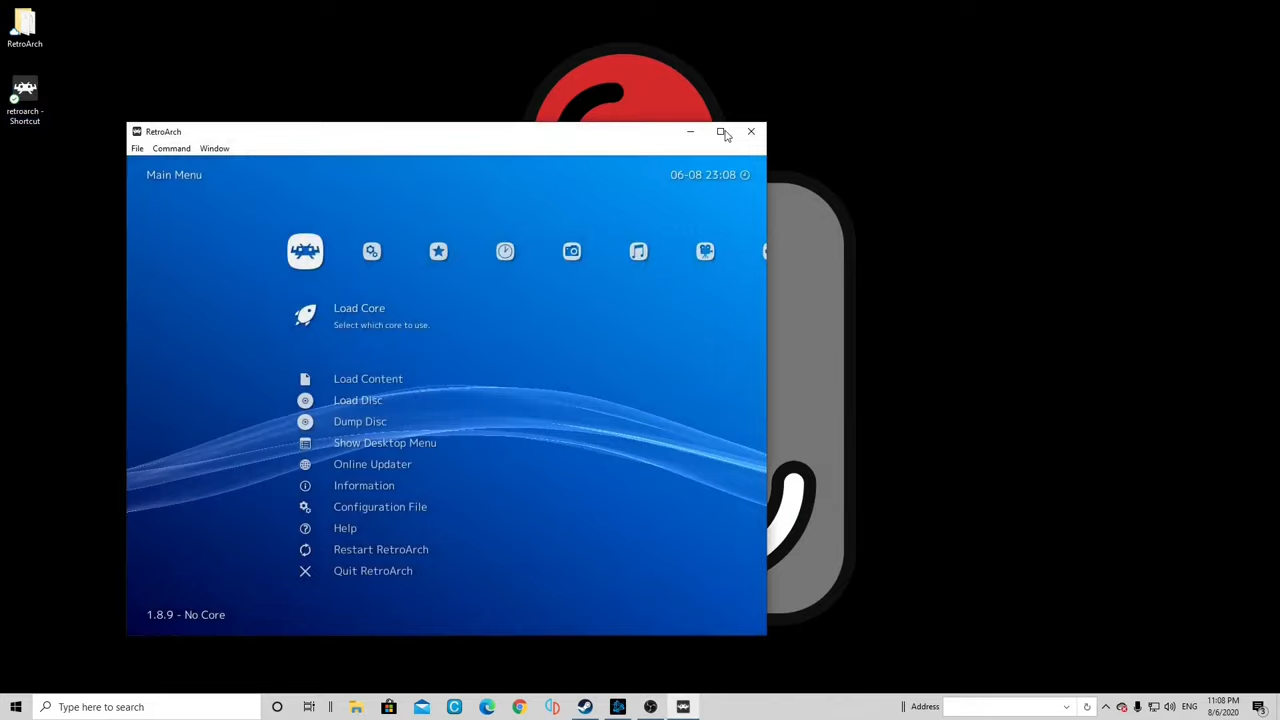 RetroArch
retroarch -
Shortcut
RetroArch
File Command Window
Main Menu
06-08 23:08
Load Core
Select which core to use.
Load Content
Load Disc
Dump Disc
Show Desktop Menu
Online Updater
Information
Configuration File
Help
Restart RetroArch
Quit RetroArch
1.8.9 - No Core
Type here to search
Address
ENG
11:08 PM
8/6/2020